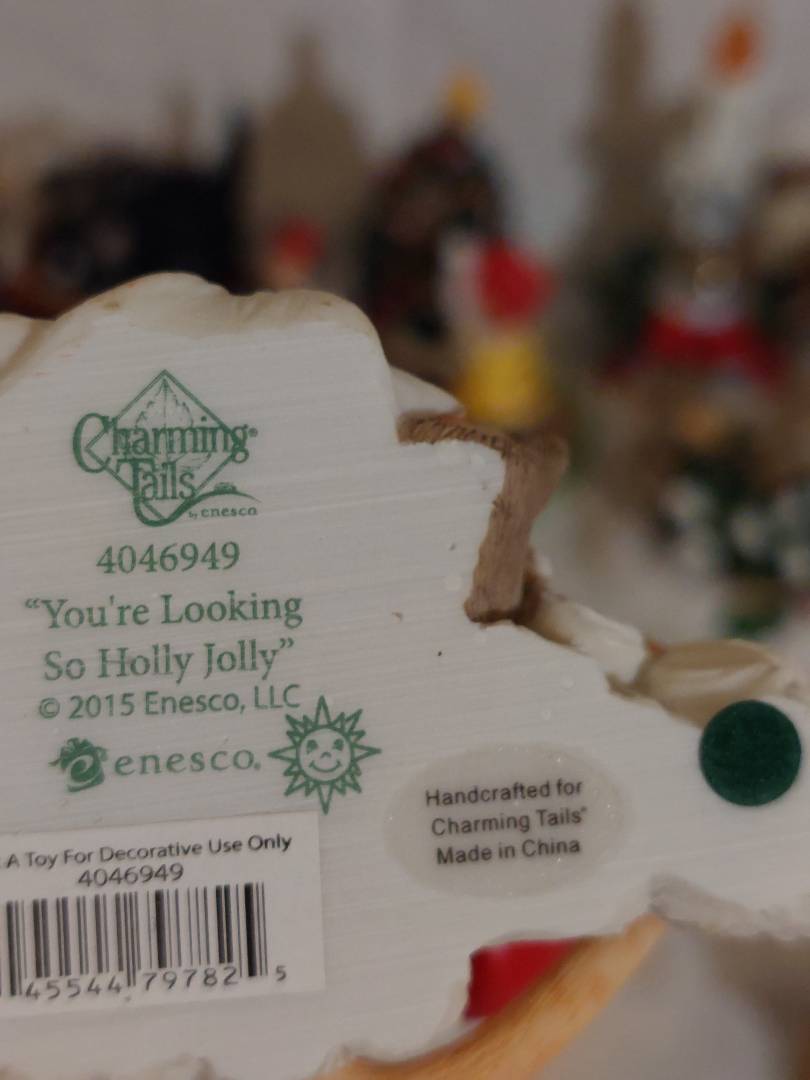 Charming®
Tails
by enesco
4046949
“You're Looking
So Holly Jolly”
© 2015 Enesco, LLC
enesco.
Handcrafted for
Charming Tails®
Made in China
A Toy For Decorative Use Only
4046949
45544 79782 5